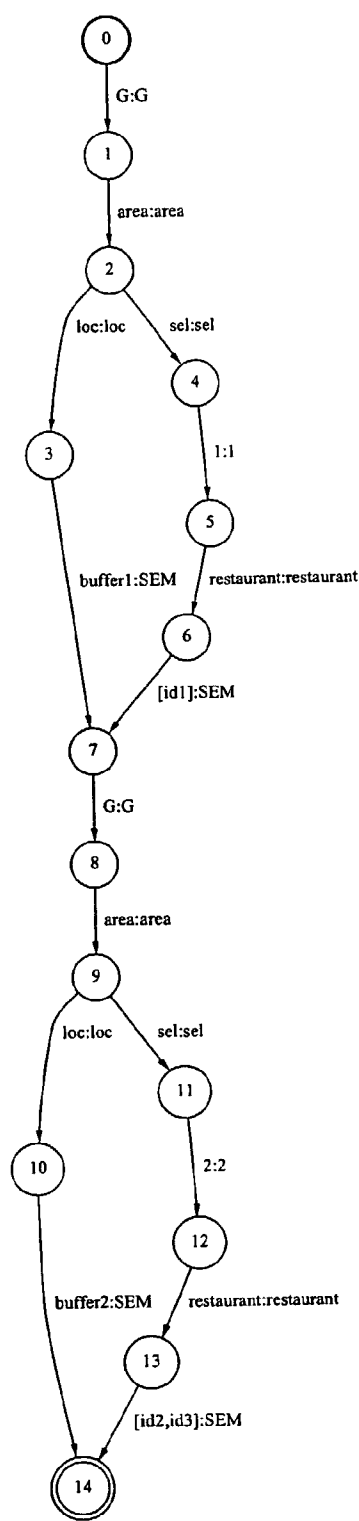 0
G:G
1
area:area
2
loc:loc sel:sel
4
3 1:1
5
buffer1:SEM restaurant:restaurant
6
[id1]:SEM
7
G:G
8
area:area
9
loc:loc sel:sel
11
10 2:2
12
buffer2:SEM restaurant:restaurant
13
[id2,id3]:SEM
14